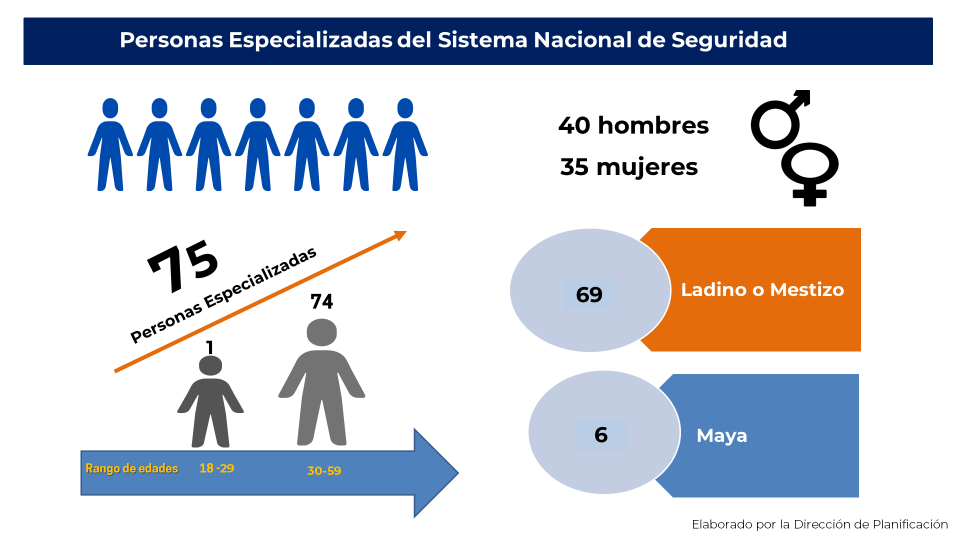 Personas Especializadas del Sistema Nacional de Seguridad
40 hombres
35 mujeres
75
Personas Especializadas
74
1
Rango de edades
18 -29
30-59
69
Ladino o Mestizo
6
Maya
Elaborado por la Dirección de Planificación